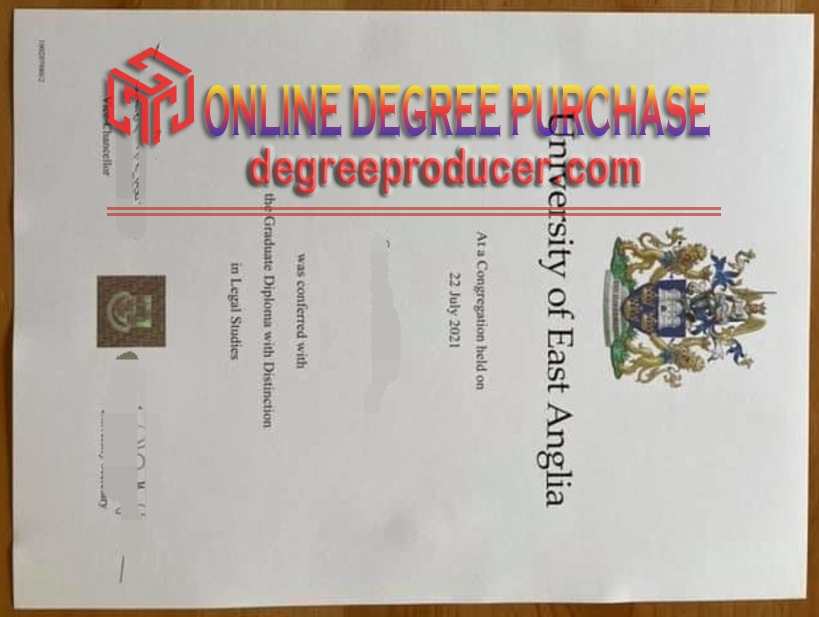 ONLINE DEGREE PURCHASE
degreeproducer.com
University of East Anglia
At a Congregation held on
22 July 2021
was conferred with
the Graduate Diploma with Distinction
in Legal Studies
Vice-Chancellor